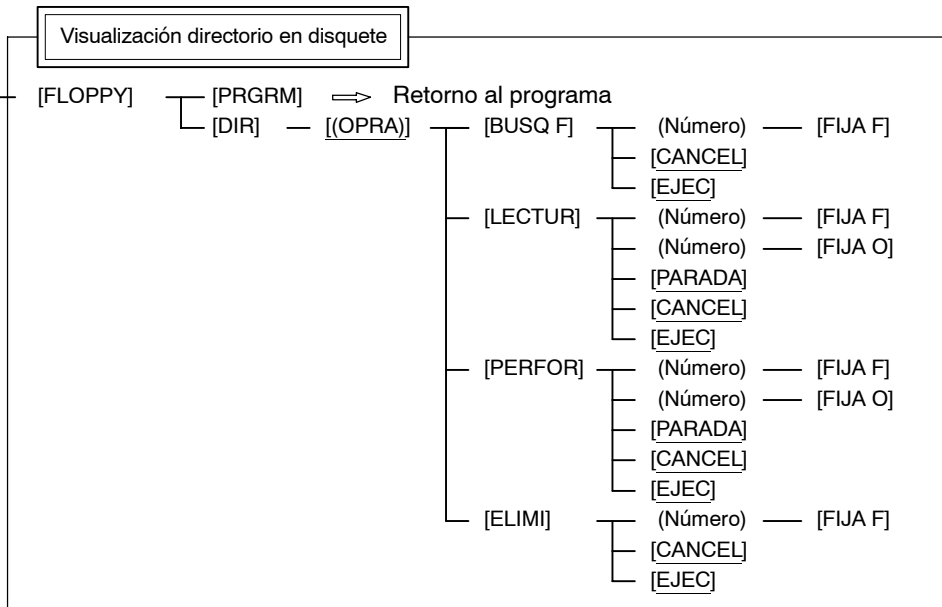 Visualización directorio en disquete
[FLOPPY] [PRGRM] Retorno al programa
[DIR] [(OPRA)] [BUSQ F] (Número) [FIJA F]
[CANCEL]
[EJEC]
[LECTUR] (Número) [FIJA F]
(Número) [FIJA O]
[PARADA]
[CANCEL]
[EJEC]
[PERFOR] (Número) [FIJA F]
(Número) [FIJA O]
[PARADA]
[CANCEL]
[EJEC]
[ELIMI] (Número) [FIJA F]
[CANCEL]
[EJEC]